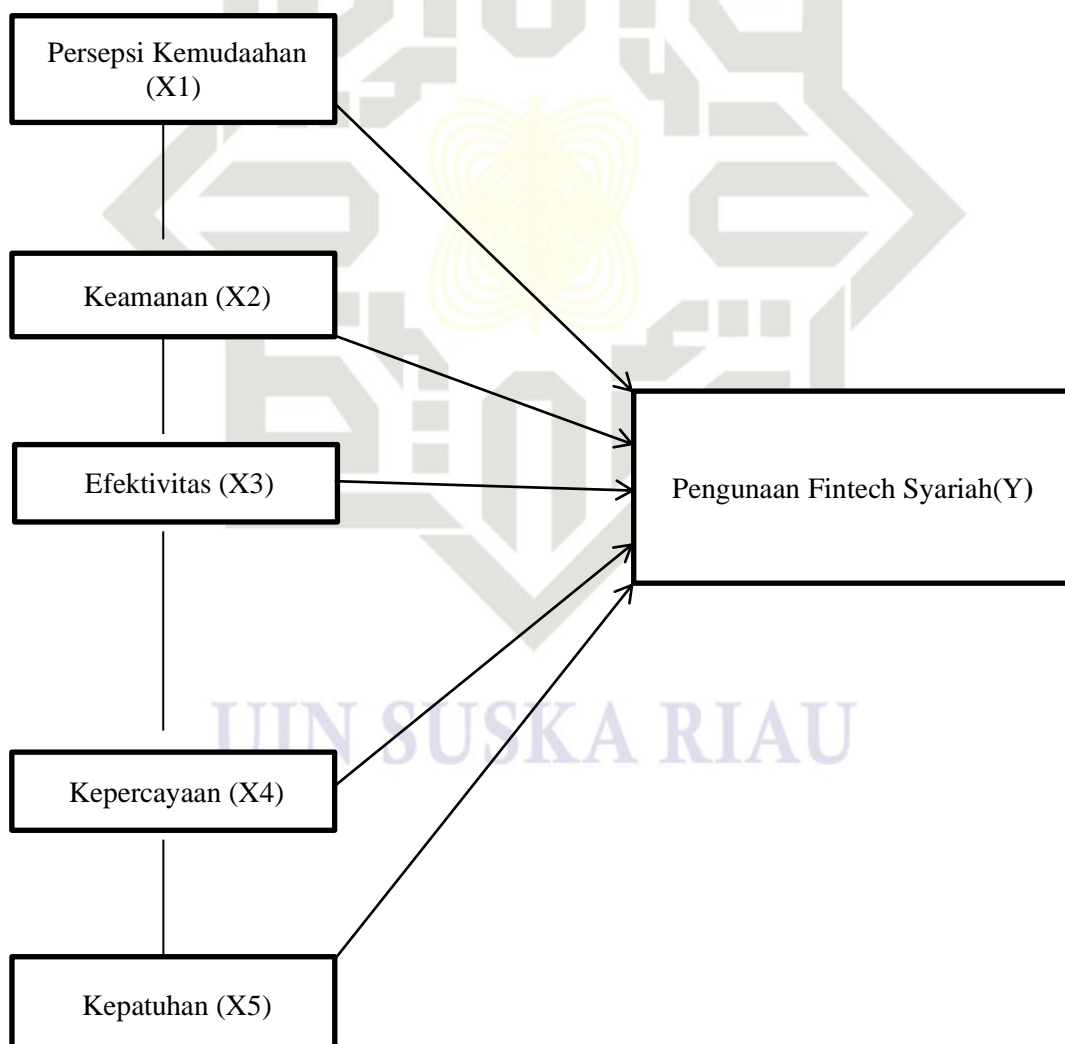 Persepsi Kemudaahan
(X1)
Keamanan (X2)
Efektivitas (X3)
Pengunaan Fintech Syariah(Y)
UIN SUSKA RIAU
Kepercayaan (X4)
Kepatuhan (X5)